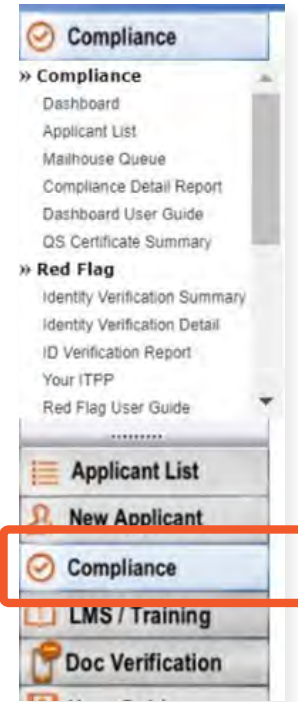 Compliance
» Compliance
Dashboard
Applicant List
Mailhouse Queue
Compliance Detail Report
Dashboard User Guide
QS Certificate Summary
» Red Flag
Identity Verification Summary
Identity Verification Detail
ID Verification Report
Your ITPP
Red Flag User Guide
Applicant List
New Applicant
Compliance
LMS / Training
Doc Verification